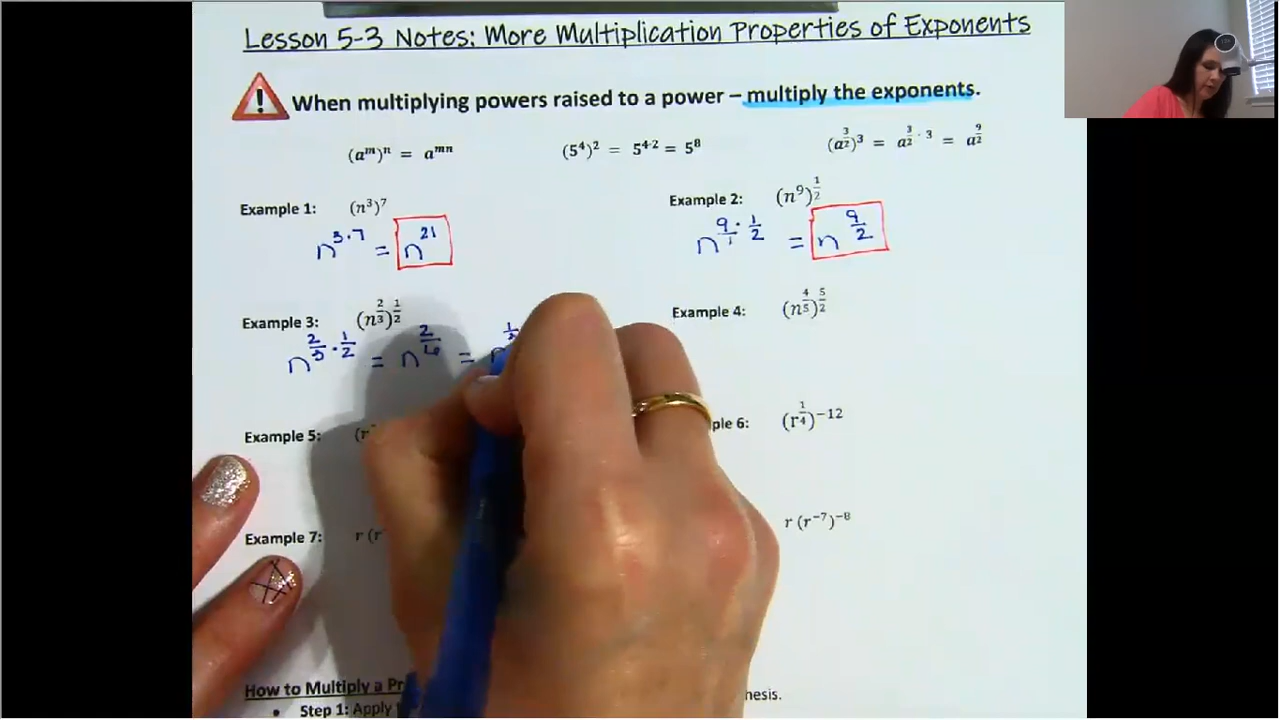 Lesson 5-3 Notes: More Multiplication Properties of Exponents
! When multiplying powers raised to a power – multiply the exponents.
(a^m)^n = a^(mn) (5^4)^2 = 5^(4·2) = 5^8 (a^(3/2))^3 = a^(3/2 · 3) = a^(9/2)
Example 1: (n^3)^7 Example 2: (n^9)^(1/2)
n^(3·7) = n^21 n^(9/1 · 1/2) = n^(9/2)
Example 3: (n^(2/3))^(1/2) Example 4: (n^(4/5))^(5/2)
n^(2/3 · 1/2) = n^(2/6) = n
Example 5: (r ple 6: (r^(1/4))^(-12)
Example 7: r (r r (r^(-7))^(-8)
How to Multiply a
• Step 1: Apply